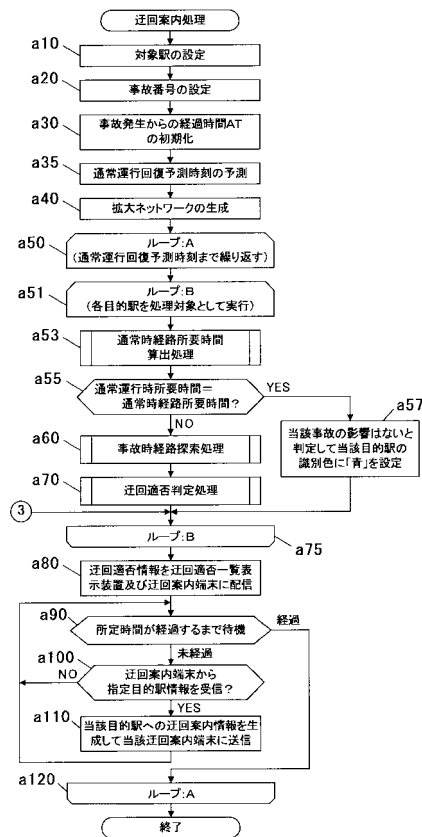 迂回案内処理
a10
対象駅の設定
a20
事故番号の設定
a30
事故発生からの経過時間AT
の初期化
a35
通常運行回復予測時刻の予測
a40
拡大ネットワークの生成
a50
ループ:A
(通常運行回復予測時刻まで繰り返す)
a51
ループ:B
(各目的駅を処理対象として実行)
a53
通常時経路所要時間
算出処理
a55
通常運行時所要時間=
通常時経路所要時間?
YES
NO
a57
当該事故の影響はないと
判定して当該目的駅の
識別色に「青」を設定
a60
事故時経路探索処理
a70
迂回適否判定処理
3
ループ:B
a75
a80
迂回適否情報を迂回適否一覧表
示装置及び迂回案内端末に配信
a90
所定時間が経過するまで待機
経過
未経過
a100
迂回案内端末から
指定目的駅情報を受信?
NO
YES
a110
当該目的駅への迂回案内情報を生
成して当該迂回案内端末に送信
a120
ループ:A
終了